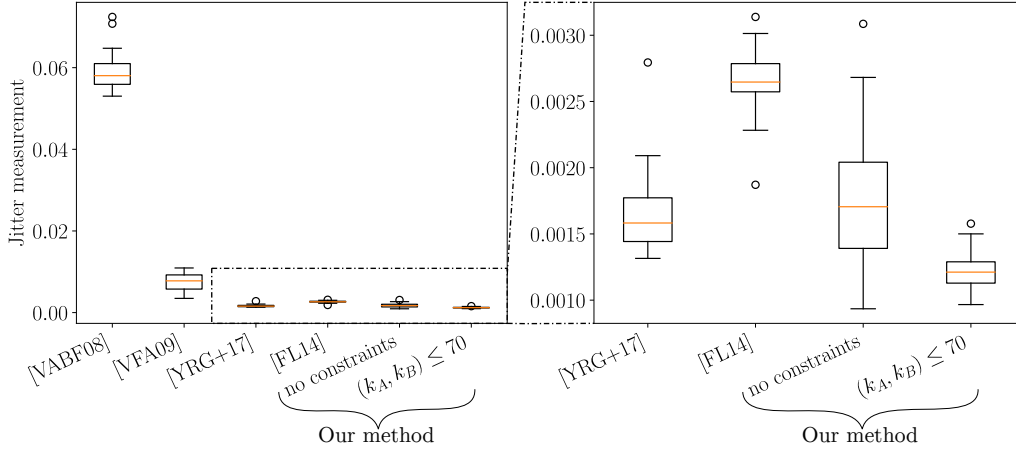 Jitter measurement
0.06
0.04
0.02
0.00
[VABF08]
[VFA09]
[YRG+17]
[FL14]
no constraints
(k_A, k_B) ≤ 70
Our method
0.0030
0.0025
0.0020
0.0015
0.0010
[YRG+17]
[FL14]
no constraints
(k_A, k_B) ≤ 70
Our method